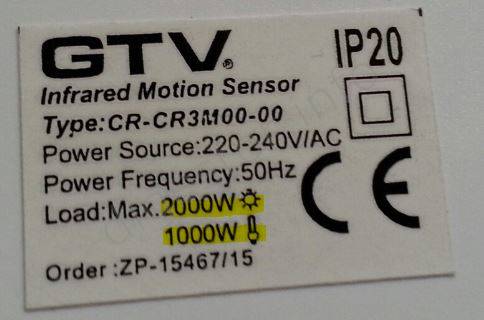 GTV®
IP20
Infrared Motion Sensor
Type:CR-CR3M00-00
Power Source:220-240V/AC
Power Frequency:50Hz
Load:Max.2000W
1000W
CE
Order :ZP-15467/15